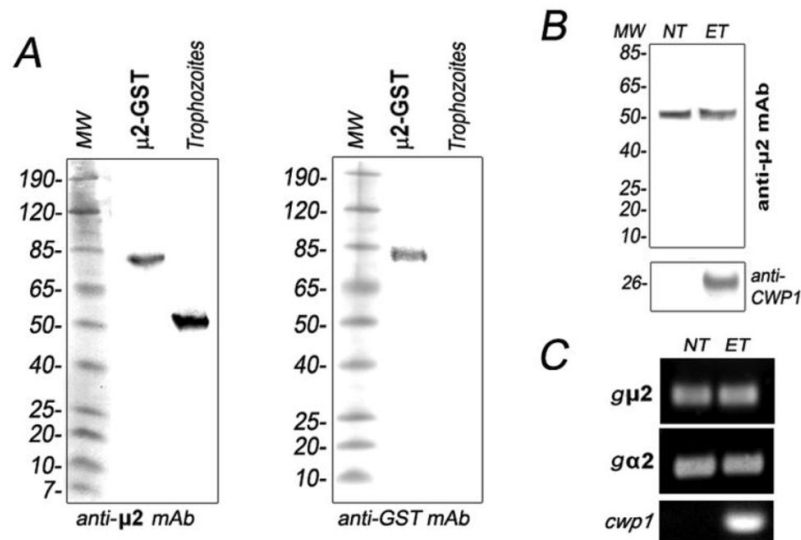 A
MW
μ2-GST
Trophozoites
190-
120-
85-
65-
50-
40-
25-
20-
10-
7-
anti-μ2 mAb
MW
μ2-GST
Trophozoites
190-
120-
85-
65-
50-
40-
25-
20-
10-
anti-GST mAb
B
MW NT ET
85-
65-
50-
40-
25-
20-
10-
anti-μ2 mAb
26-
anti-
CWP1
C
NT ET
gμ2
gα2
cwp1